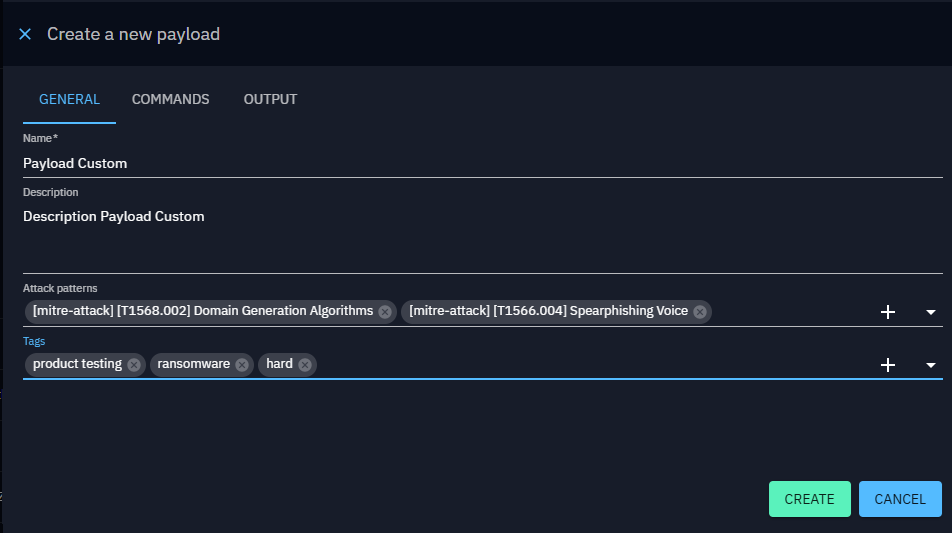 Create a new payload
GENERAL COMMANDS OUTPUT
Name*
Payload Custom
Description
Description Payload Custom
Attack patterns
[mitre-attack] [T1568.002] Domain Generation Algorithms [mitre-attack] [T1566.004] Spearphishing Voice
Tags
product testing ransomware hard
CREATE CANCEL